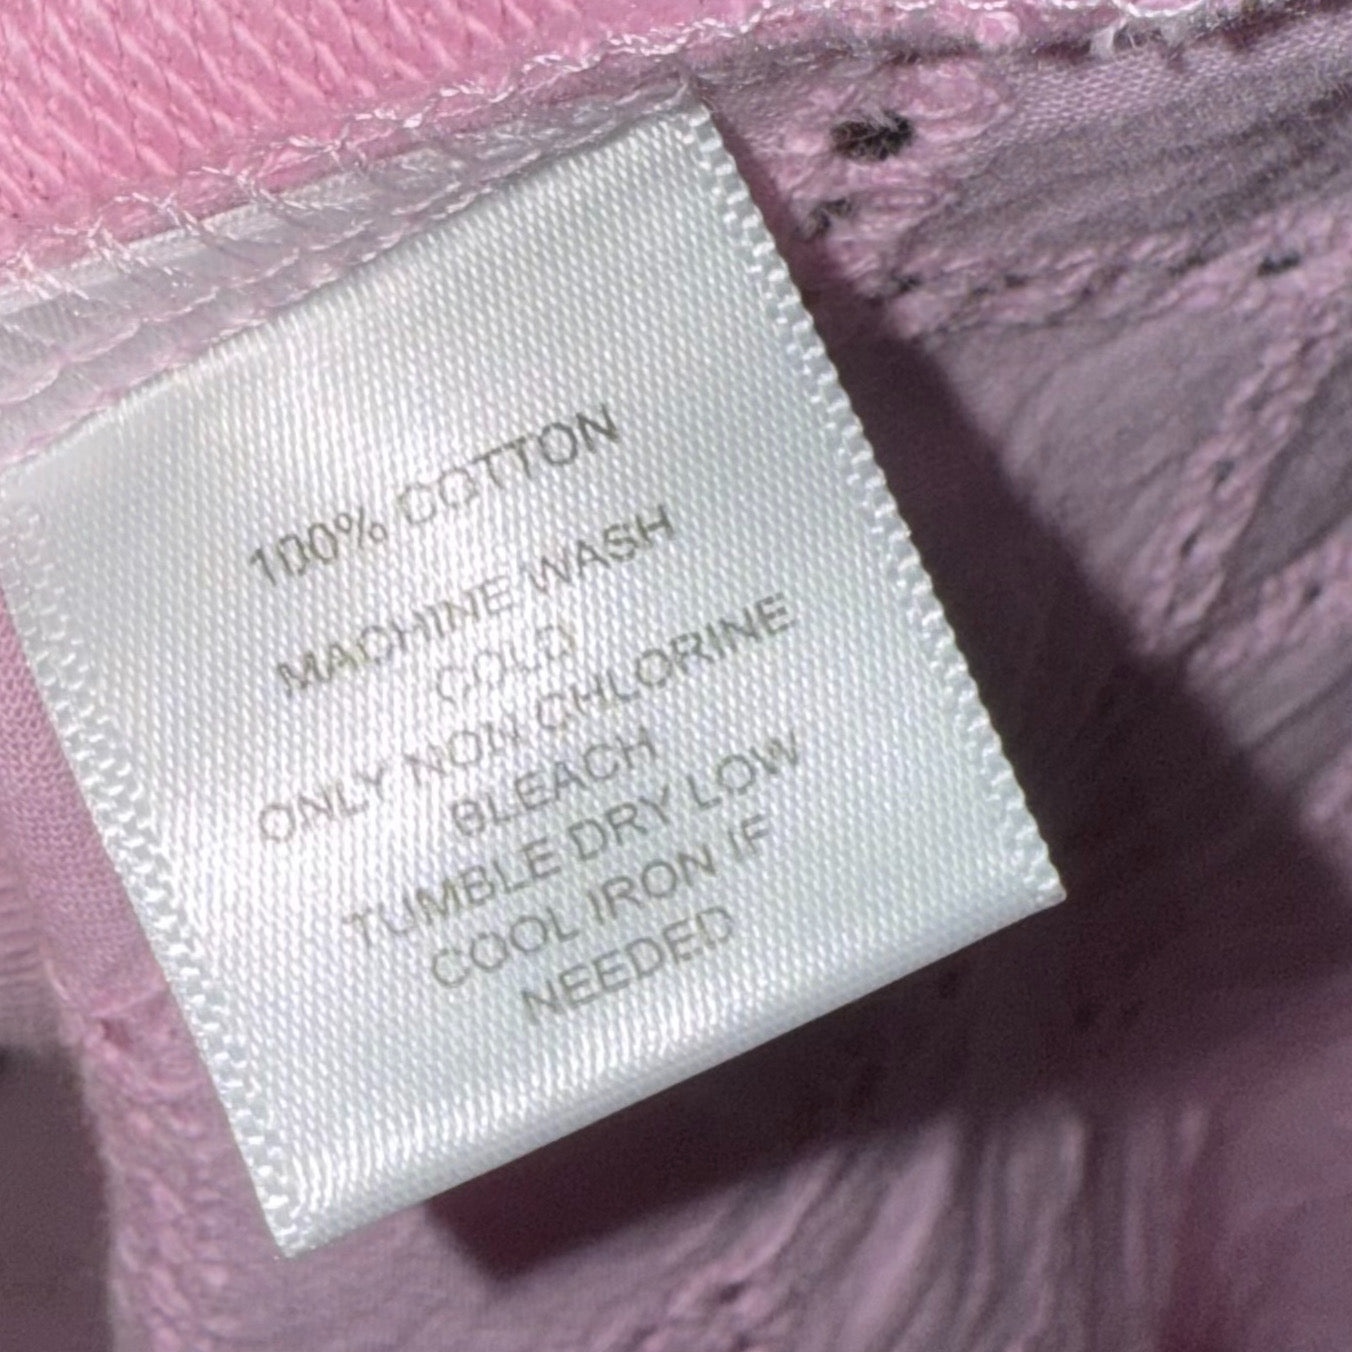 100% COTTON
MACHINE WASH
COLD
ONLY NON CHLORINE
BLEACH
TUMBLE DRY LOW
COOL IRON IF
NEEDED